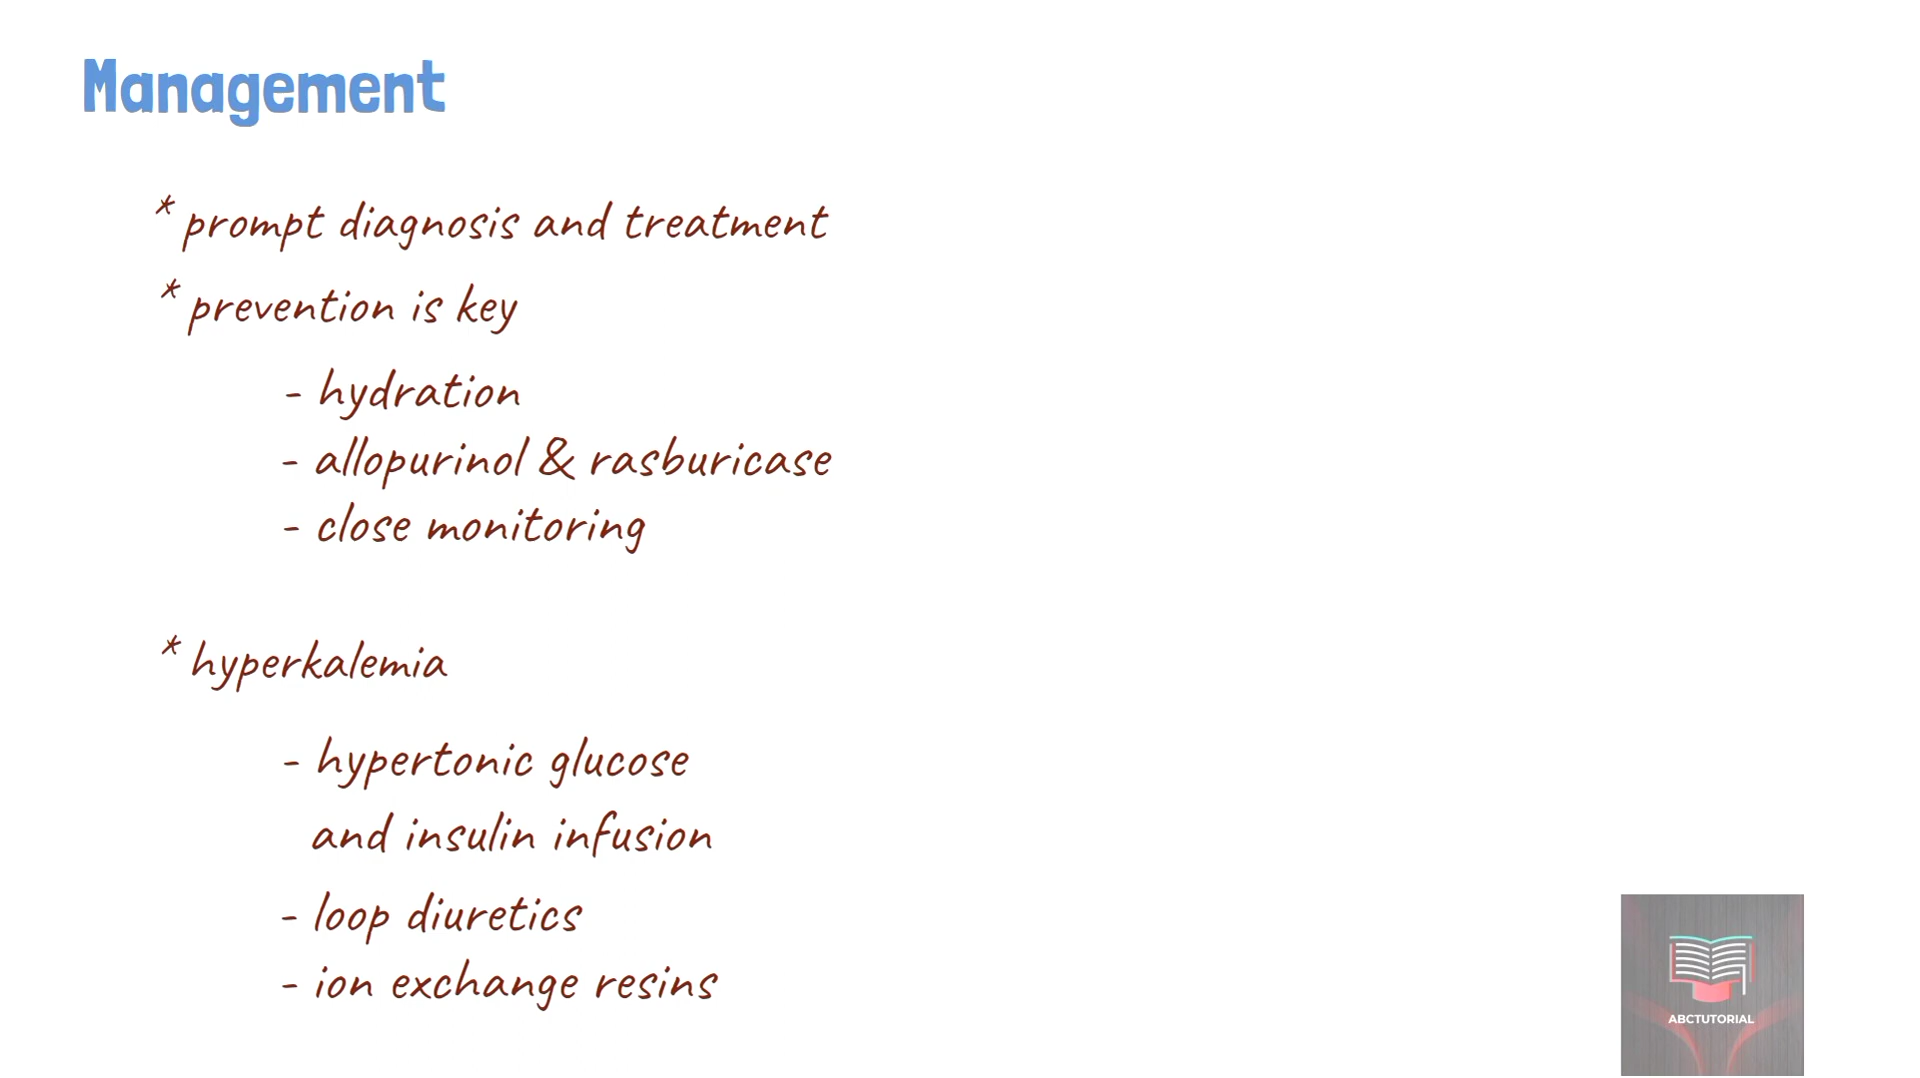 Management
* prompt diagnosis and treatment
* prevention is key
- hydration
- allopurinol & rasburicase
- close monitoring
* hyperkalemia
- hypertonic glucose
and insulin infusion
- loop diuretics
- ion exchange resins
ABCTUTORIAL